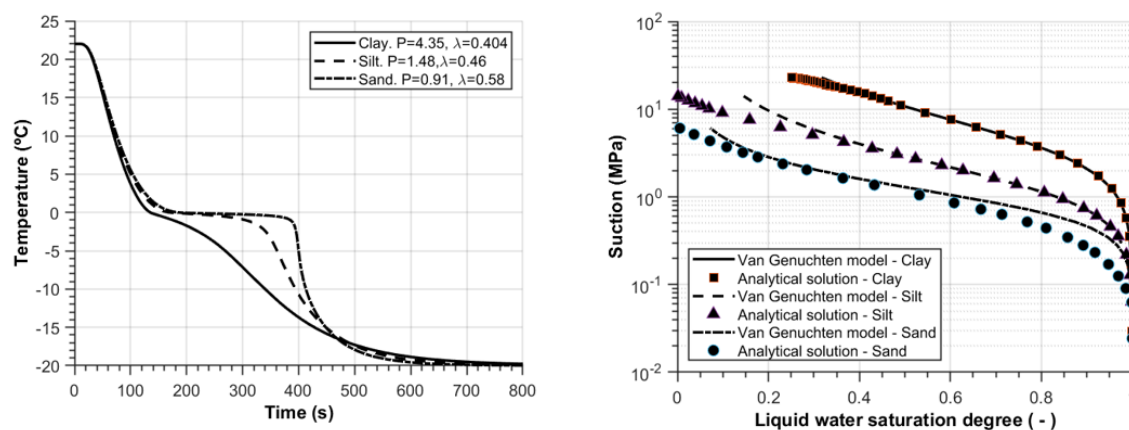 25
20
15
10
5
0
-5
-10
-15
-20
0 100 200 300 400 500 600 700 800
Temperature (ºC)
Time (s)
Clay. P=4.35, λ=0.404
Silt. P=1.48,λ=0.46
Sand. P=0.91, λ=0.58
10²
10¹
10⁰
10⁻¹
10⁻²
0 0.2 0.4 0.6 0.8
Suction (MPa)
Liquid water saturation degree ( - )
Van Genuchten model - Clay
Analytical solution - Clay
Van Genuchten model - Silt
Analytical solution - Silt
Van Genuchten model - Sand
Analytical solution - Sand